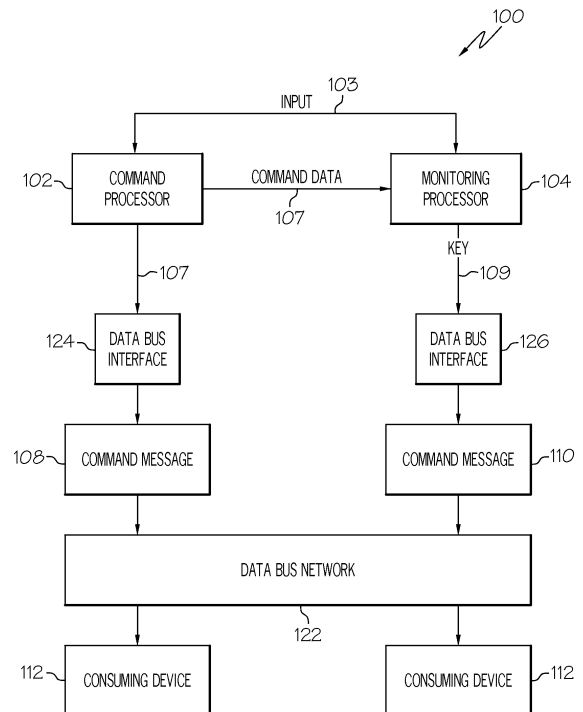 100
103
INPUT
102
COMMAND
PROCESSOR
COMMAND DATA
107
MONITORING
PROCESSOR
104
KEY
107
109
124
DATA BUS
INTERFACE
DATA BUS
INTERFACE
126
108
COMMAND MESSAGE
COMMAND MESSAGE
110
DATA BUS NETWORK
122
112
CONSUMING DEVICE
CONSUMING DEVICE
112